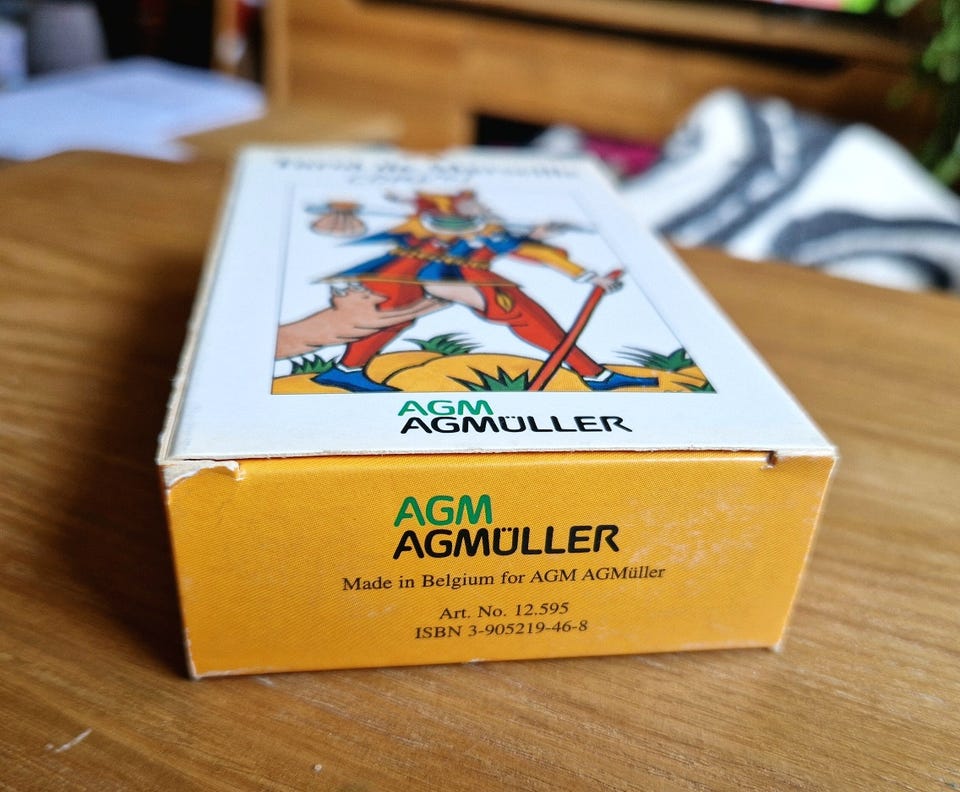 Tarot de Marseille
AGM
AGMÜLLER
AGM
AGMÜLLER
Made in Belgium for AGM AGMüller
Art. No. 12.595
ISBN 3-905219-46-8